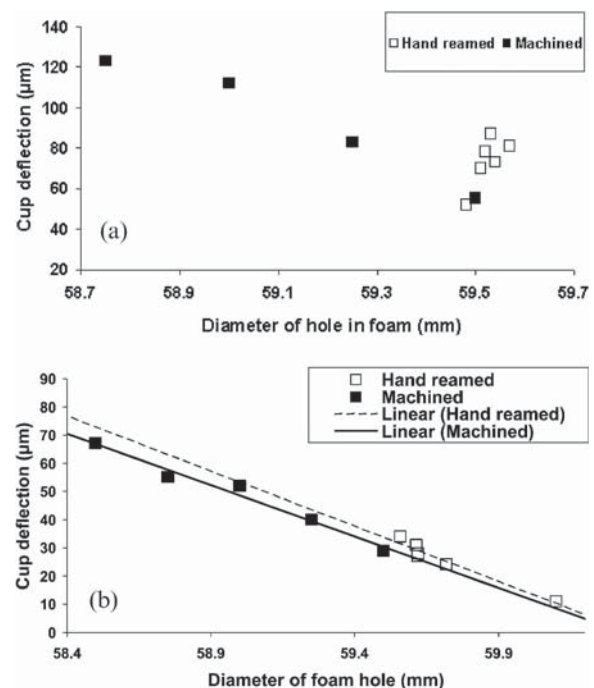 Hand reamed Machined
140
120
100
80
60
40
20
Cup deflection (µm)
(a)
58.7 58.9 59.1 59.3 59.5 59.7
Diameter of hole in foam (mm)
Hand reamed
Machined
Linear (Hand reamed)
Linear (Machined)
90
80
70
60
50
40
30
20
10
0
Cup deflection (µm)
(b)
58.4 58.9 59.4 59.9
Diameter of foam hole (mm)